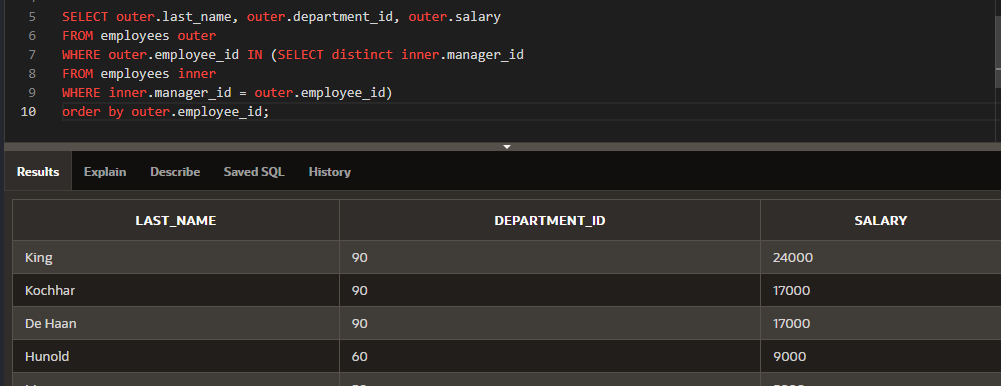 5 SELECT outer.last_name, outer.department_id, outer.salary
6 FROM employees outer
7 WHERE outer.employee_id IN (SELECT distinct inner.manager_id
8 FROM employees inner
9 WHERE inner.manager_id = outer.employee_id)
10 order by outer.employee_id;
Results Explain Describe Saved SQL History
LAST_NAME DEPARTMENT_ID SALARY
King 90 24000
Kochhar 90 17000
De Haan 90 17000
Hunold 60 9000